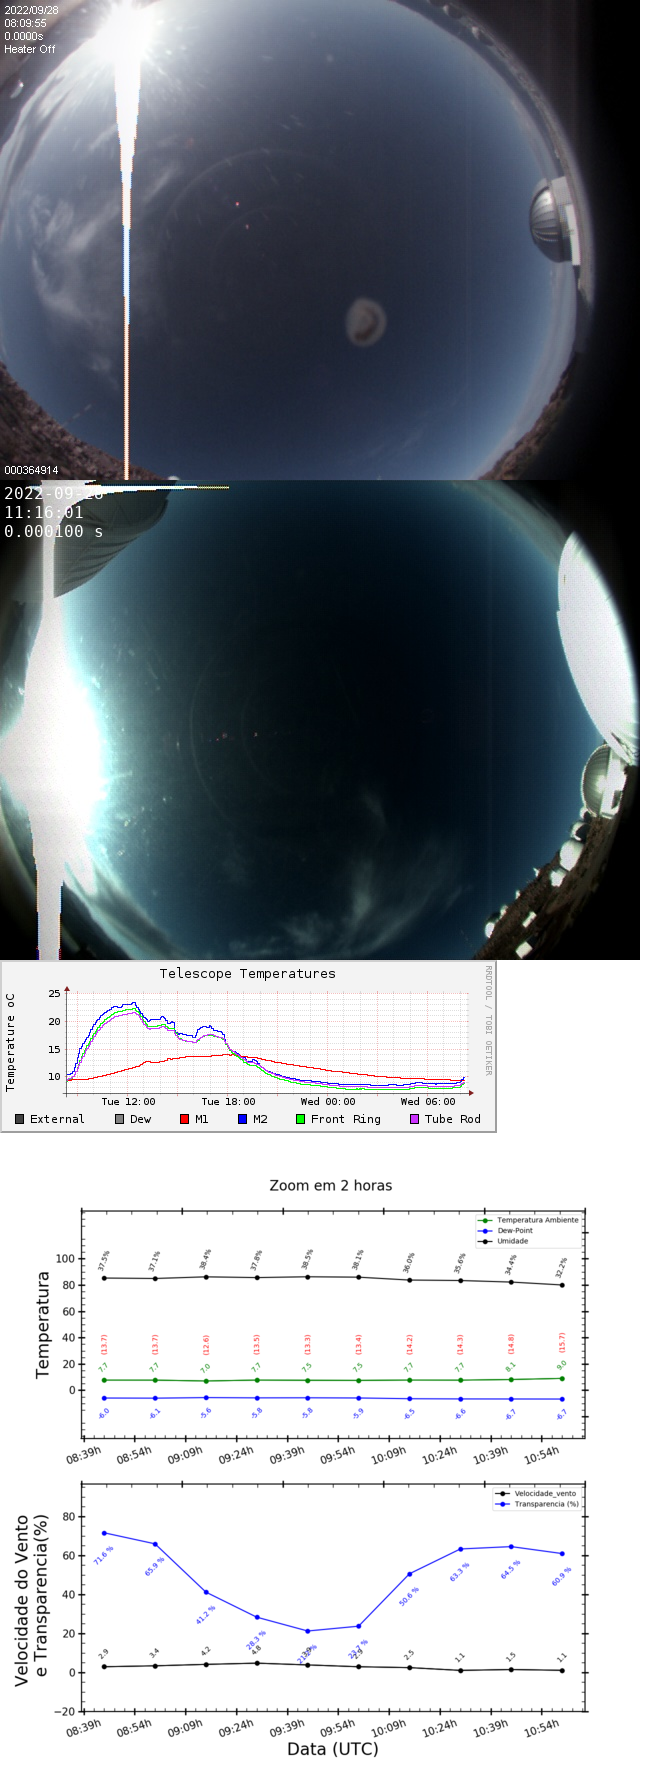 2022/09/28
08:09:55
0.0000s
Heater Off
000364914
2022-09-28
11:16:01
0.000100 s
Telescope Temperatures
RRDTOOL / TOBI OETIKER
Temperature oC
25
20
15
10
Tue 12:00 Tue 18:00 Wed 00:00 Wed 06:00
External Dew M1 M2 Front Ring Tube Rod
Zoom em 2 horas
Temperatura Ambiente
Dew-Point
Umidade
Temperatura
100
80
60
40
20
0
37.5% 37.1% 38.4% 37.8% 38.5% 38.1% 36.0% 35.6% 34.4% 32.2%
(13.7) (13.7) (12.6) (13.5) (13.3) (13.4) (14.2) (14.3) (14.8) (15.7)
7.7 7.7 7.0 7.7 7.5 7.5 7.7 7.7 8.1 9.0
-6.0 -6.1 -5.6 -5.8 -5.8 -5.9 -6.5 -6.6 -6.7 -6.7
08:39h 08:54h 09:09h 09:24h 09:39h 09:54h 10:09h 10:24h 10:39h 10:54h
Velocidade_vento
Transparencia (%)
Velocidade do Vento
e Transparencia(%)
80
60
40
20
0
−20
71.6 % 65.9 % 41.2 % 28.3 % 50.6 % 63.3 % 64.5 % 60.9 %
2.9 3.4 4.2 4.8 2.5 1.1 1.5 1.1
08:39h 08:54h 09:09h 09:24h 09:39h 09:54h 10:09h 10:24h 10:39h 10:54h
Data (UTC)